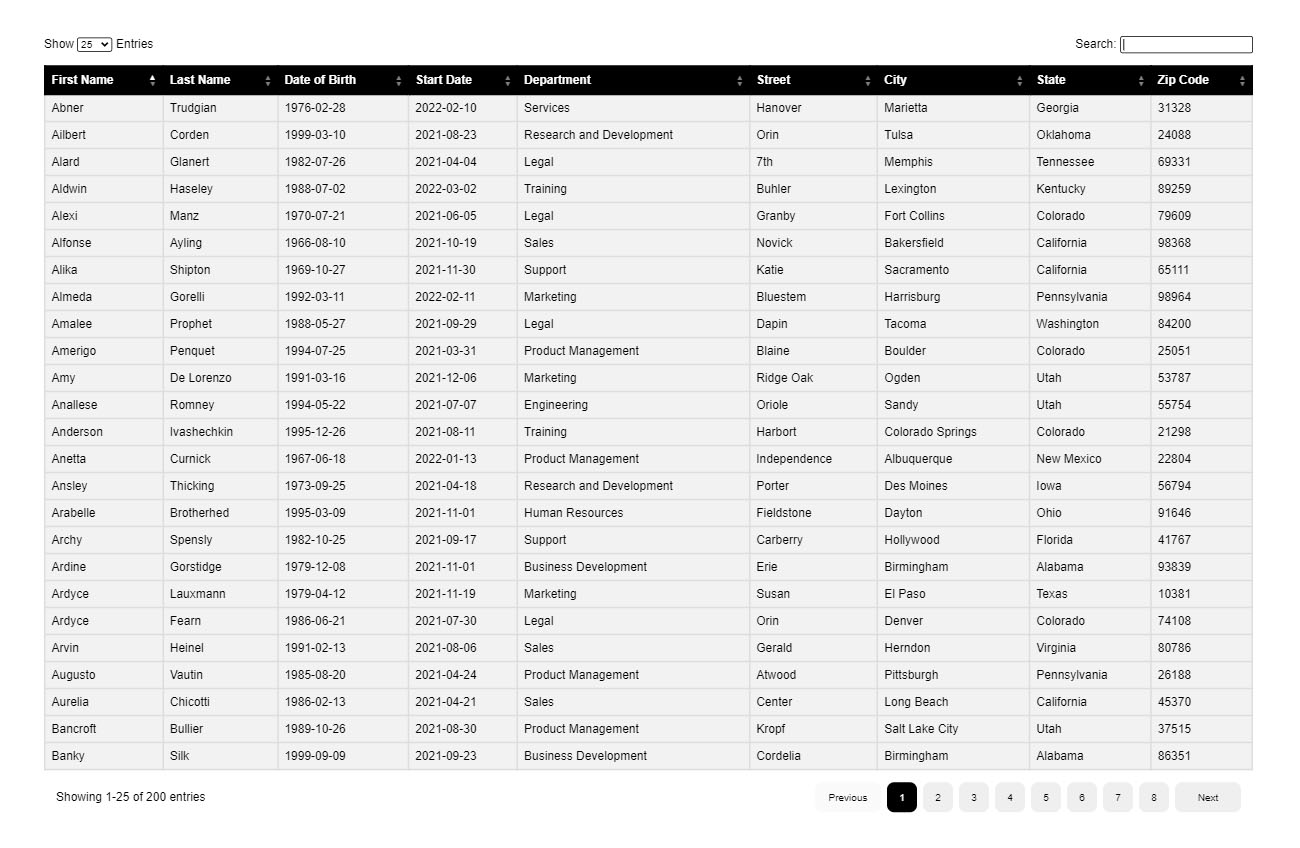 Show 25 Entries Search:
First Name Last Name Date of Birth Start Date Department Street City State Zip Code
Abner Trudgian 1976-02-28 2022-02-10 Services Hanover Marietta Georgia 31328
Ailbert Corden 1999-03-10 2021-08-23 Research and Development Orin Tulsa Oklahoma 24088
Alard Glanert 1982-07-26 2021-04-04 Legal 7th Memphis Tennessee 69331
Aldwin Haseley 1988-07-02 2022-03-02 Training Buhler Lexington Kentucky 89259
Alexi Manz 1970-07-21 2021-06-05 Legal Granby Fort Collins Colorado 79609
Alfonse Ayling 1966-08-10 2021-10-19 Sales Novick Bakersfield California 98368
Alika Shipton 1969-10-27 2021-11-30 Support Katie Sacramento California 65111
Almeda Gorelli 1992-03-11 2022-02-11 Marketing Bluestem Harrisburg Pennsylvania 98964
Amalee Prophet 1988-05-27 2021-09-29 Legal Dapin Tacoma Washington 84200
Amerigo Penquet 1994-07-25 2021-03-31 Product Management Blaine Boulder Colorado 25051
Amy De Lorenzo 1991-03-16 2021-12-06 Marketing Ridge Oak Ogden Utah 53787
Anallese Romney 1994-05-22 2021-07-07 Engineering Oriole Sandy Utah 55754
Anderson Ivashechkin 1995-12-26 2021-08-11 Training Harbort Colorado Springs Colorado 21298
Anetta Curnick 1967-06-18 2022-01-13 Product Management Independence Albuquerque New Mexico 22804
Ansley Thicking 1973-09-25 2021-04-18 Research and Development Porter Des Moines Iowa 56794
Arabelle Brotherhed 1995-03-09 2021-11-01 Human Resources Fieldstone Dayton Ohio 91646
Archy Spensly 1982-10-25 2021-09-17 Support Carberry Hollywood Florida 41767
Ardine Gorstidge 1979-12-08 2021-11-01 Business Development Erie Birmingham Alabama 93839
Ardyce Lauxmann 1979-04-12 2021-11-19 Marketing Susan El Paso Texas 10381
Ardyce Fearn 1986-06-21 2021-07-30 Legal Orin Denver Colorado 74108
Arvin Heinel 1991-02-13 2021-08-06 Sales Gerald Herndon Virginia 80786
Augusto Vautin 1985-08-20 2021-04-24 Product Management Atwood Pittsburgh Pennsylvania 26188
Aurelia Chicotti 1986-02-13 2021-04-21 Sales Center Long Beach California 45370
Bancroft Bullier 1989-10-26 2021-08-30 Product Management Kropf Salt Lake City Utah 37515
Banky Silk 1999-09-09 2021-09-23 Business Development Cordelia Birmingham Alabama 86351
Showing 1-25 of 200 entries Previous 1 2 3 4 5 6 7 8 Next